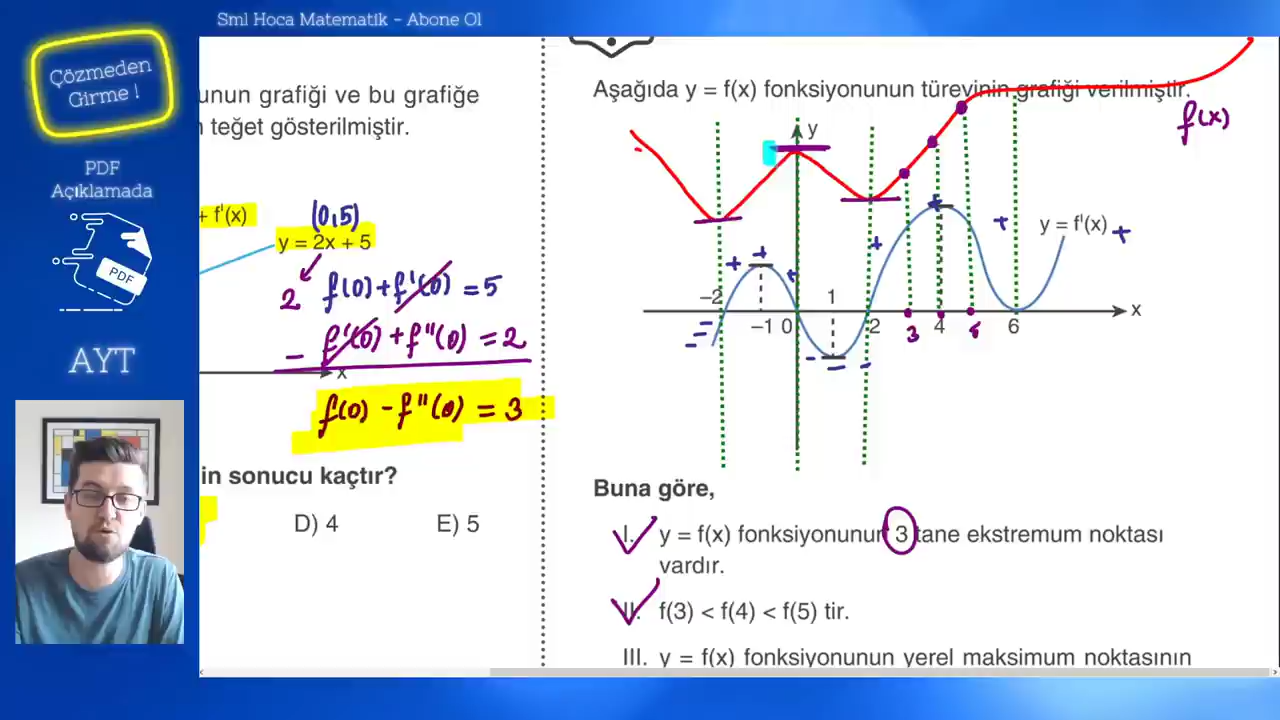 Sml Hoca Matematik - Abone Ol
Çözmeden
Girme !
PDF
Açıklamada
PDF
AYT
unun grafiği ve bu grafiğe
teğet gösterilmiştir.
+ f'(x)
(0,5)
y = 2x + 5
2
f(0) + f'(0) = 5
- f'(0) + f''(0) = 2
x
f(0) - f''(0) = 3
in sonucu kaçtır?
D) 4
E) 5
Aşağıda y = f(x) fonksiyonunun türevinin grafiği verilmiştir.
f(x)
y
y = f'(x)
+ + + + + + +
-2
-1
0
1
2
3
4
5
6
x
- - - - -
Buna göre,
I. y = f(x) fonksiyonunun 3 tane ekstremum noktası
vardır.
II. f(3) < f(4) < f(5) tir.
III. y = f(x) fonksiyonunun yerel maksimum noktasının